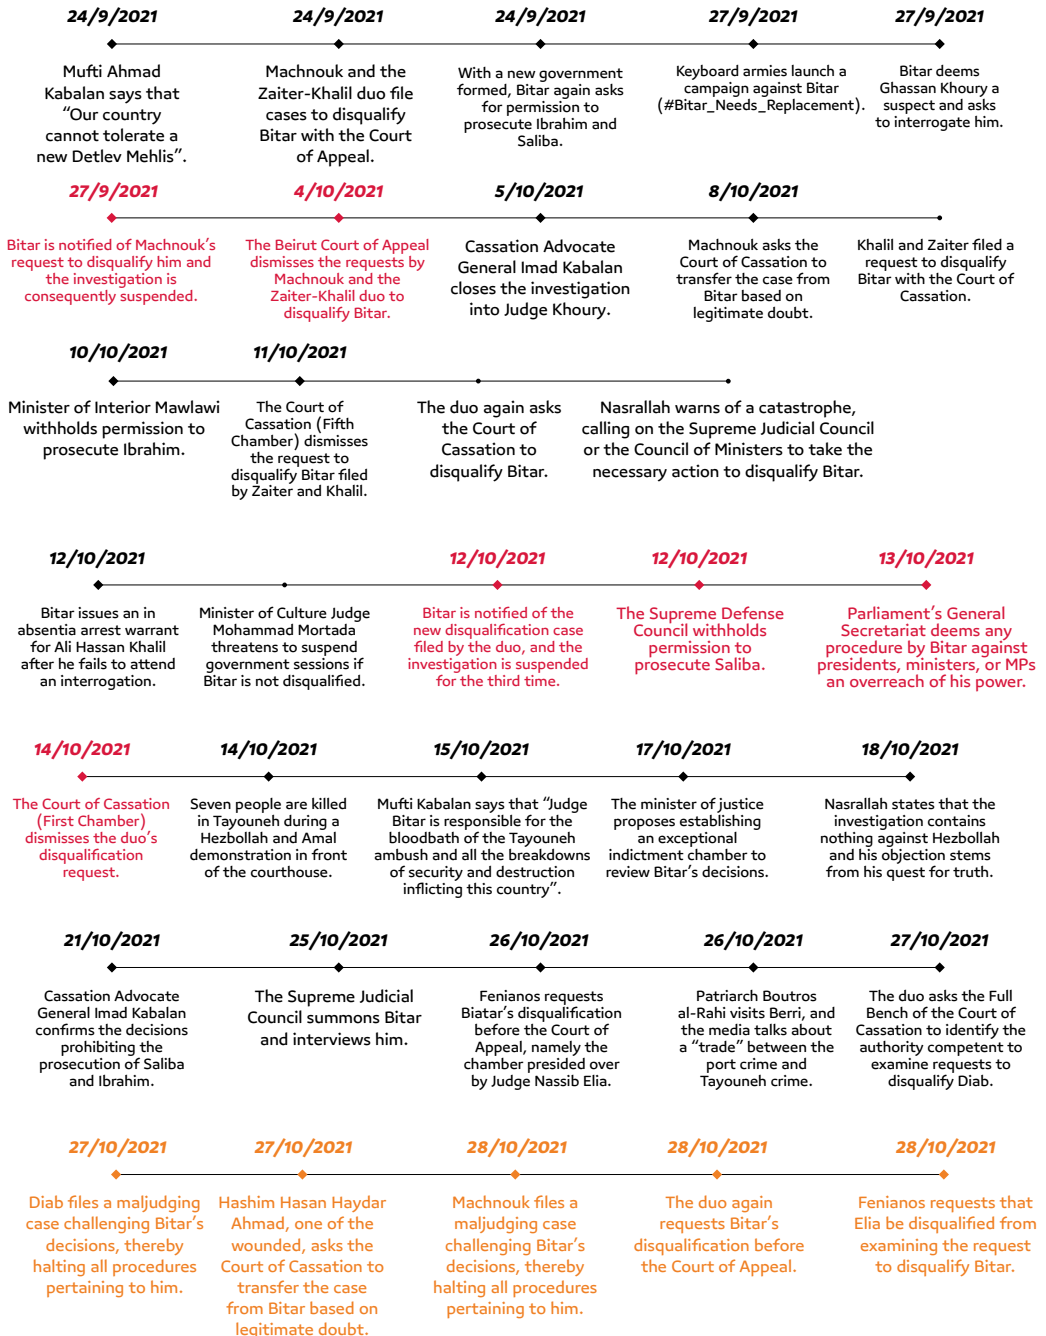 24/9/2021
Mufti Ahmad
Kabalan says that
“Our country
cannot tolerate a
new Detlev Mehlis”.
24/9/2021
Machnouk and the
Zaiter-Khalil duo file
cases to disqualify
Bitar with the Court
of Appeal.
24/9/2021
With a new government
formed, Bitar again asks
for permission to
prosecute Ibrahim and
Saliba.
27/9/2021
Keyboard armies launch a
campaign against Bitar
(#Bitar_Needs_Replacement).
27/9/2021
Bitar deems
Ghassan Khoury a
suspect and asks
to interrogate him.
27/9/2021
Bitar is notified of Machnouk’s
request to disqualify him and
the investigation is
consequently suspended.
4/10/2021
The Beirut Court of Appeal
dismisses the requests by
Machnouk and the
Zaiter-Khalil duo to
disqualify Bitar.
5/10/2021
Cassation Advocate
General Imad Kabalan
closes the investigation
into Judge Khoury.
8/10/2021
Machnouk asks the
Court of Cassation to
transfer the case from
Bitar based on
legitimate doubt.
Khalil and Zaiter filed a
request to disqualify
Bitar with the Court of
Cassation.
10/10/2021
Minister of Interior Mawlawi
withholds permission to
prosecute Ibrahim.
11/10/2021
The Court of
Cassation (Fifth
Chamber) dismisses
the request to
disqualify Bitar filed
by Zaiter and Khalil.
The duo again asks
the Court of
Cassation to
disqualify Bitar.
Nasrallah warns of a catastrophe,
calling on the Supreme Judicial Council
or the Council of Ministers to take the
necessary action to disqualify Bitar.
12/10/2021
Bitar issues an in
absentia arrest warrant
for Ali Hassan Khalil
after he fails to attend
an interrogation.
Minister of Culture Judge
Mohammad Mortada
threatens to suspend
government sessions if
Bitar is not disqualified.
12/10/2021
Bitar is notified of the
new disqualification case
filed by the duo, and the
investigation is suspended
for the third time.
12/10/2021
The Supreme Defense
Council withholds
permission to
prosecute Saliba.
13/10/2021
Parliament’s General
Secretariat deems any
procedure by Bitar against
presidents, ministers, or MPs
an overreach of his power.
14/10/2021
The Court of Cassation
(First Chamber)
dismisses the duo’s
disqualification
request.
14/10/2021
Seven people are killed
in Tayouneh during a
Hezbollah and Amal
demonstration in front
of the courthouse.
15/10/2021
Mufti Kabalan says that “Judge
Bitar is responsible for the
bloodbath of the Tayouneh
ambush and all the breakdowns
of security and destruction
inflicting this country”.
17/10/2021
The minister of justice
proposes establishing
an exceptional
indictment chamber to
review Bitar’s decisions.
18/10/2021
Nasrallah states that the
investigation contains
nothing against Hezbollah
and his objection stems
from his quest for truth.
21/10/2021
Cassation Advocate
General Imad Kabalan
confirms the decisions
prohibiting the
prosecution of Saliba
and Ibrahim.
25/10/2021
The Supreme Judicial
Council summons Bitar
and interviews him.
26/10/2021
Fenianos requests
Biatar’s disqualification
before the Court of
Appeal, namely the
chamber presided over
by Judge Nassib Elia.
26/10/2021
Patriarch Boutros
al-Rahi visits Berri, and
the media talks about
a “trade” between the
port crime and
Tayouneh crime.
27/10/2021
The duo asks the Full
Bench of the Court of
Cassation to identify the
authority competent to
examine requests to
disqualify Diab.
27/10/2021
Diab files a maljudging
case challenging Bitar’s
decisions, thereby
halting all procedures
pertaining to him.
27/10/2021
Hashim Hasan Haydar
Ahmad, one of the
wounded, asks the
Court of Cassation to
transfer the case
from Bitar based on
legitimate doubt.
28/10/2021
Machnouk files a
maljudging case
challenging Bitar’s
decisions, thereby
halting all procedures
pertaining to him.
28/10/2021
The duo again
requests Bitar’s
disqualification before
the Court of Appeal.
28/10/2021
Fenianos requests that
Elia be disqualified from
examining the request
to disqualify Bitar.